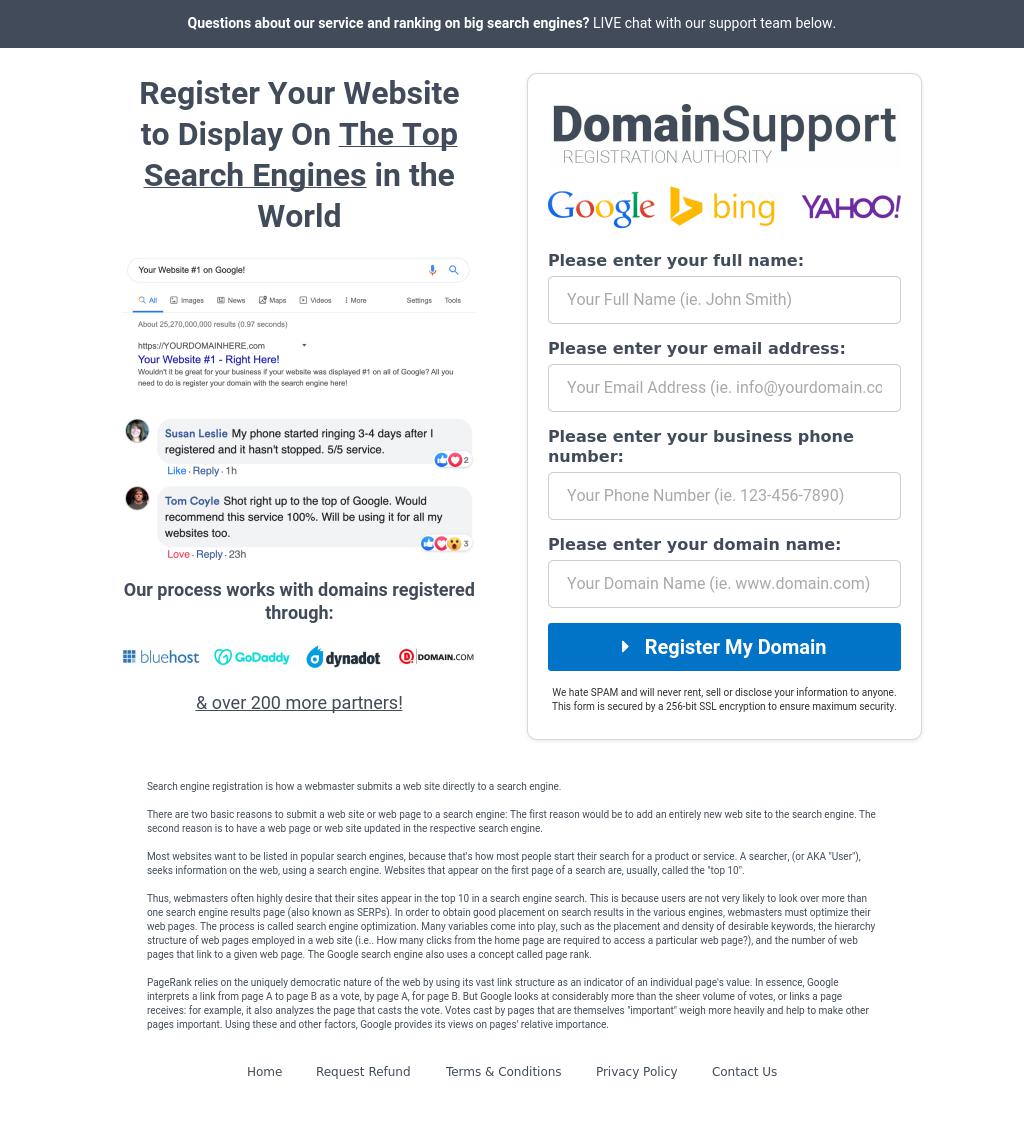 Questions about our service and ranking on big search engines? LIVE chat with our support team below.
Register Your Website
to Display On The Top
Search Engines in the
World
Your Website #1 on Google!
All Images News Maps Videos More Settings Tools
About 25,270,000,000 results (0.97 seconds)
https://YOURDOMAINHERE.com
Your Website #1 - Right Here!
Wouldn't it be great for your business if your website was displayed #1 on all of Google? All you
need to do is register your domain with the search engine here!
Susan Leslie My phone started ringing 3-4 days after I
registered and it hasn't stopped. 5/5 service.
2
Like · Reply · 1h
Tom Coyle Shot right up to the top of Google. Would
recommend this service 100%. Will be using it for all my
websites too.
3
Love · Reply · 23h
Our process works with domains registered
through:
bluehost GoDaddy dynadot DOMAIN.COM
& over 200 more partners!
DomainSupport
REGISTRATION AUTHORITY
Google bing YAHOO!
Please enter your full name:
Your Full Name (ie. John Smith)
Please enter your email address:
Your Email Address (ie. info@yourdomain.cc
Please enter your business phone
number:
Your Phone Number (ie. 123-456-7890)
Please enter your domain name:
Your Domain Name (ie. www.domain.com)
Register My Domain
We hate SPAM and will never rent, sell or disclose your information to anyone.
This form is secured by a 256-bit SSL encryption to ensure maximum security.
Search engine registration is how a webmaster submits a web site directly to a search engine.
There are two basic reasons to submit a web site or web page to a search engine: The first reason would be to add an entirely new web site to the search engine. The
second reason is to have a web page or web site updated in the respective search engine.
Most websites want to be listed in popular search engines, because that's how most people start their search for a product or service. A searcher, (or AKA "User"),
seeks information on the web, using a search engine. Websites that appear on the first page of a search are, usually, called the "top 10".
Thus, webmasters often highly desire that their sites appear in the top 10 in a search engine search. This is because users are not very likely to look over more than
one search engine results page (also known as SERPs). In order to obtain good placement on search results in the various engines, webmasters must optimize their
web pages. The process is called search engine optimization. Many variables come into play, such as the placement and density of desirable keywords, the hierarchy
structure of web pages employed in a web site (i.e.. How many clicks from the home page are required to access a particular web page?), and the number of web
pages that link to a given web page. The Google search engine also uses a concept called page rank.
PageRank relies on the uniquely democratic nature of the web by using its vast link structure as an indicator of an individual page's value. In essence, Google
interprets a link from page A to page B as a vote, by page A, for page B. But Google looks at considerably more than the sheer volume of votes, or links a page
receives: for example, it also analyzes the page that casts the vote. Votes cast by pages that are themselves "important" weigh more heavily and help to make other
pages important. Using these and other factors, Google provides its views on pages' relative importance.
Home Request Refund Terms & Conditions Privacy Policy Contact Us